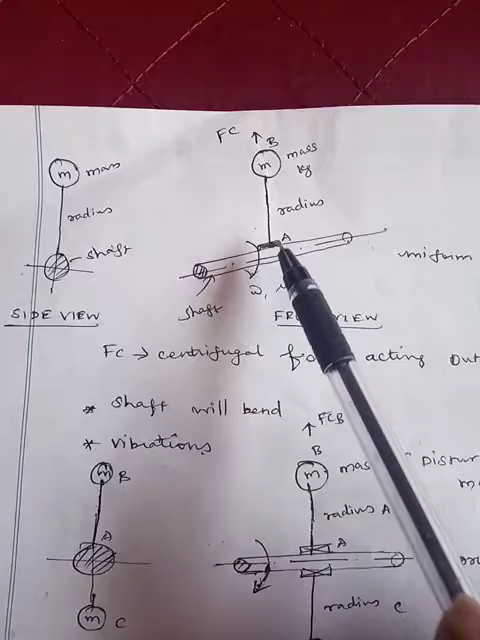 FC
B
m mass
m mass
kg
radius
radius
A
shaft
uniform
shaft
ω,
SIDE VIEW
FC → centrifugal acting out
* shaft will bend
* vibrations
FCB
B
m B
m mass
radius A
A
A
radius C
m C